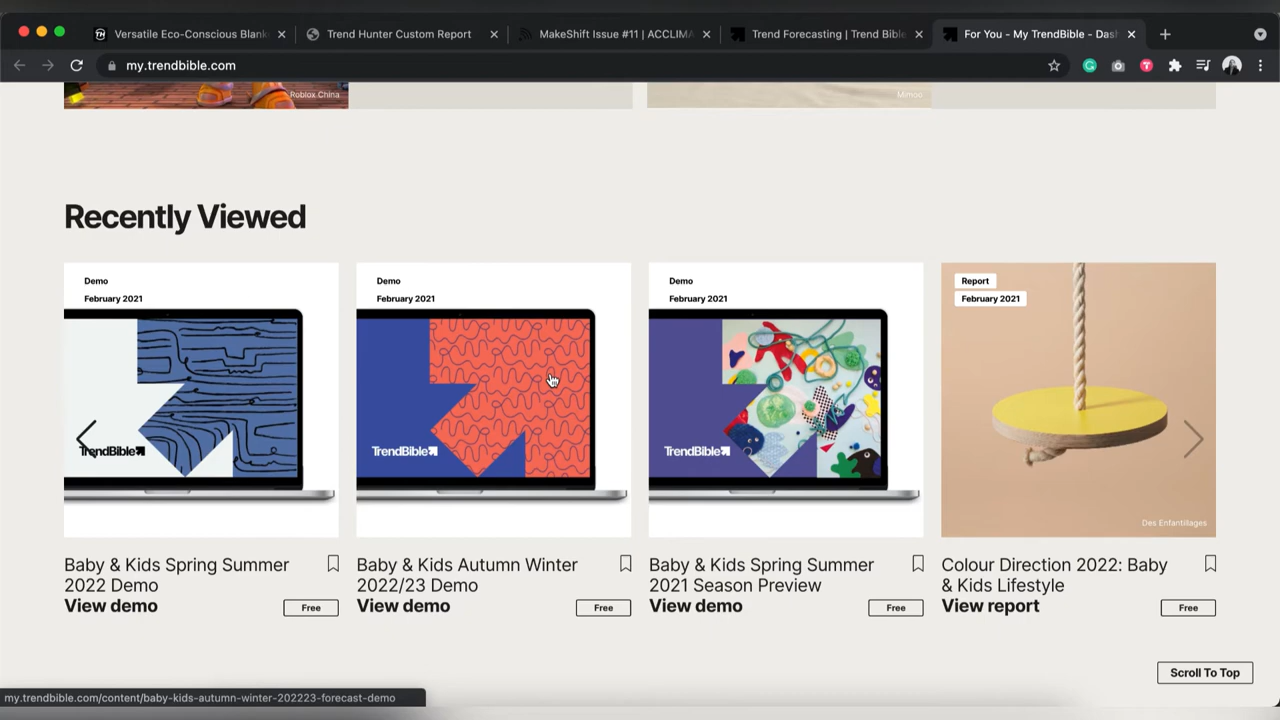 Versatile Eco-Conscious Blank
Trend Hunter Custom Report
MakeShift Issue #11 | ACCLIMA
Trend Forecasting | Trend Bible
For You - My TrendBible - Das
my.trendbible.com
Roblox China
Mimoo
Recently Viewed
Demo
February 2021
TrendBible
Baby & Kids Spring Summer
2022 Demo
View demo
Free
Demo
February 2021
TrendBible
Baby & Kids Autumn Winter
2022/23 Demo
View demo
Free
Demo
February 2021
TrendBible
Baby & Kids Spring Summer
2021 Season Preview
View demo
Free
Report
February 2021
Des Enfantillages
Colour Direction 2022: Baby
& Kids Lifestyle
View report
Free
Scroll To Top
my.trendbible.com/content/baby-kids-autumn-winter-202223-forecast-demo